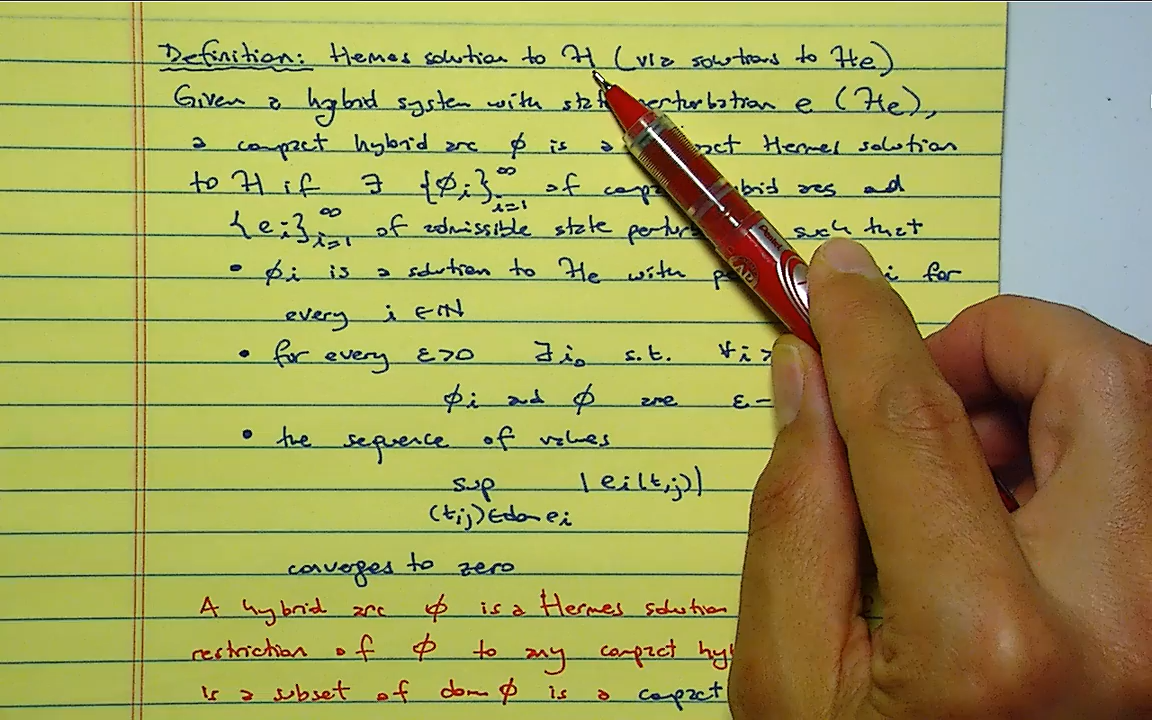 Definition: Hermes solution to H (via solutions to He)
Given a hybrid system with state perturbation e (He),
a compact hybrid arc φ is a compact Hermes solution
to H if ∃ {φi}∞i=1 of compact hybrid arcs and
{ei}∞i=1 of admissible state such that
• φi is a solution to He with i for
every i ∈ ℕ
• for every ε>0 ∃ i₀ s.t. ∀i>
φi and φ are ε-
• the sequence of values
sup |ei(t,j)|
(t,j)∈dom ei
converges to zero
A hybrid arc φ is a Hermes solution
restriction of φ to any compact
is a subset of dom φ is a compact
Pentel